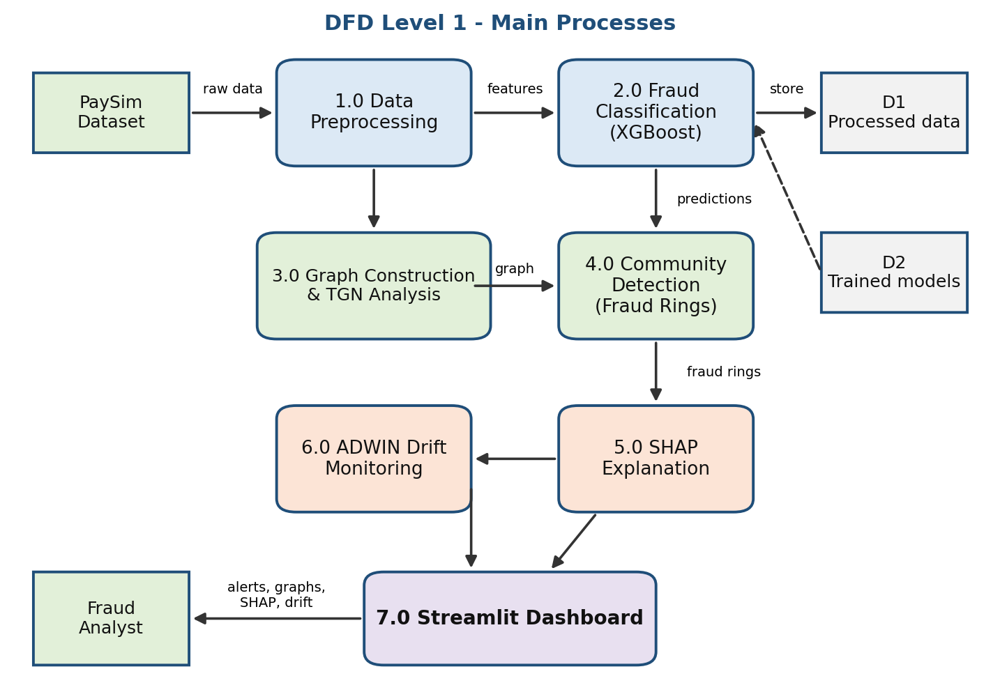 DFD Level 1 - Main Processes
PaySim
Dataset
raw data
1.0 Data
Preprocessing
features
2.0 Fraud
Classification
(XGBoost)
store
D1
Processed data
predictions
3.0 Graph Construction
& TGN Analysis
graph
4.0 Community
Detection
(Fraud Rings)
D2
Trained models
fraud rings
6.0 ADWIN Drift
Monitoring
5.0 SHAP
Explanation
Fraud
Analyst
alerts, graphs,
SHAP, drift
7.0 Streamlit Dashboard